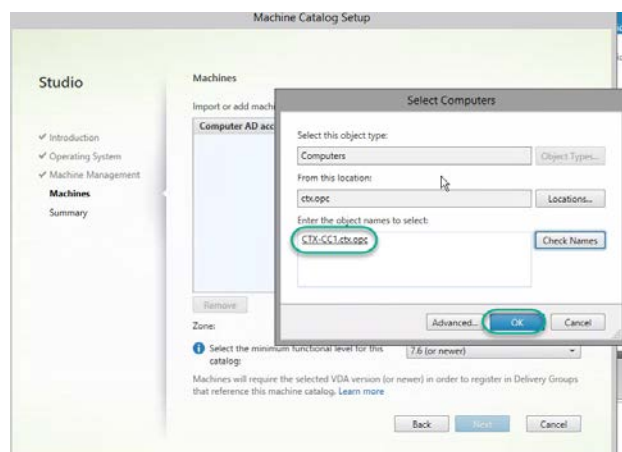 Machine Catalog Setup
Studio
✔ Introduction
✔ Operating System
✔ Machine Management
Machines
Summary
Machines
Import or add machi
Computer AD acc
Remove
Zone:
Select the minimum functional level for this
catalog:
7.6 (or newer)
Machines will require the selected VDA version (or newer) in order to register in Delivery Groups
that reference this machine catalog. Learn more
Back
Next
Cancel
Select Computers
Select this object type:
Computers
Object Types...
From this location:
ctx.opc
Locations...
Enter the object names to select:
CTX-CC1.ctx.opc
Check Names
Advanced...
OK
Cancel